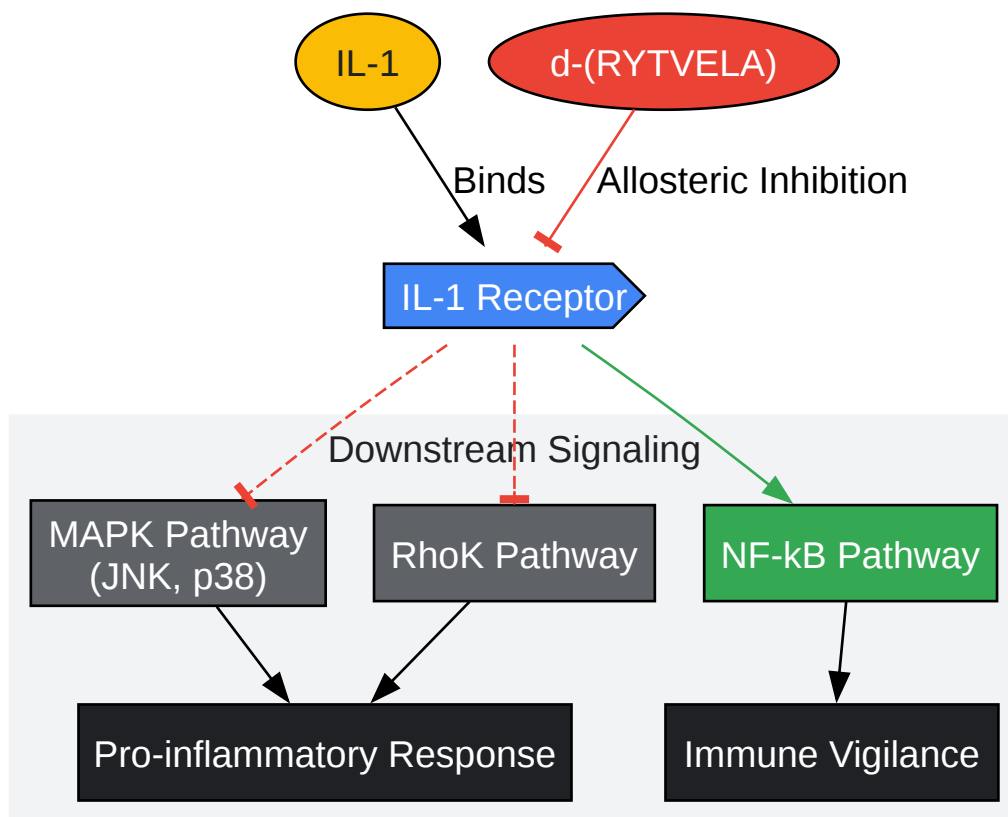 IL-1
d-(RYTVELA)
Binds
Allosteric Inhibition
IL-1 Receptor
Downstream Signaling
MAPK Pathway
(JNK, p38)
RhoK Pathway
NF-kB Pathway
Pro-inflammatory Response
Immune Vigilance